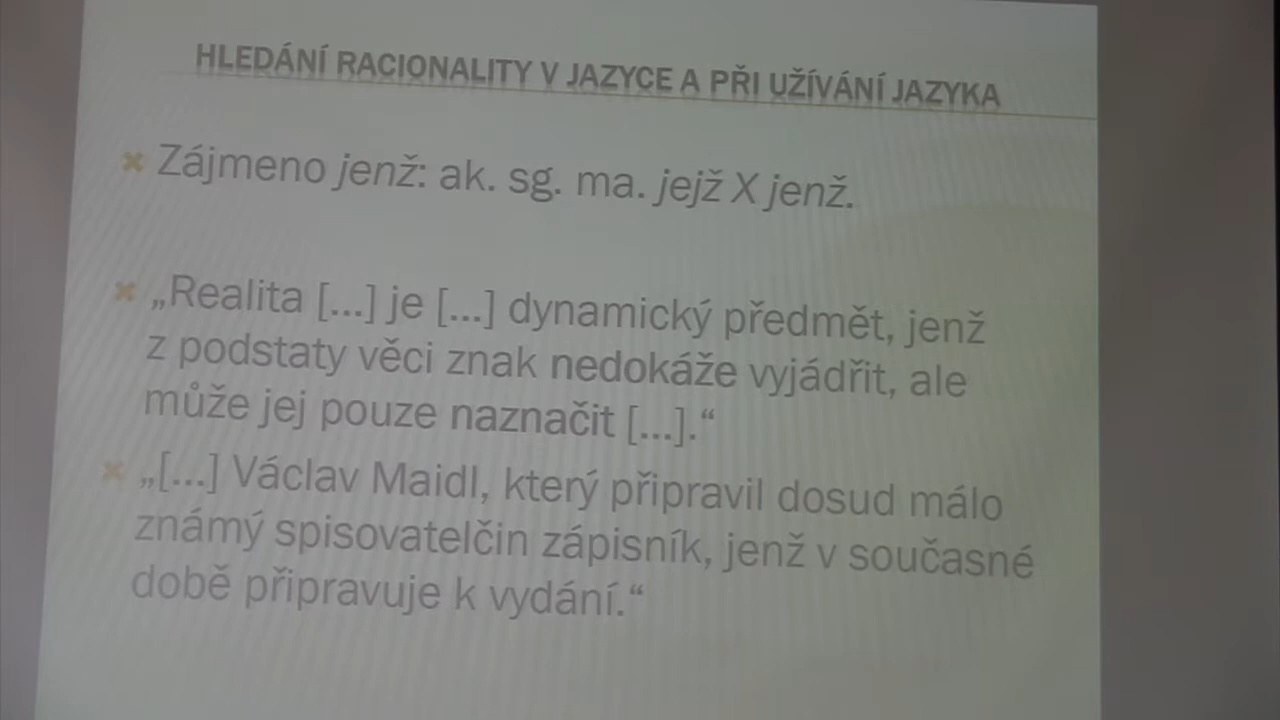 HLEDÁNÍ RACIONALITY V JAZYCE A PŘI UŽÍVÁNÍ JAZYKA
Zájmeno jenž: ak. sg. ma. jejž X jenž.
„Realita [...] je [...] dynamický předmět, jenž
z podstaty věci znak nedokáže vyjádřit, ale
může jej pouze naznačit [...].“
„[...] Václav Maidl, který připravil dosud málo
známý spisovatelčin zápisník, jenž v současné
době připravuje k vydání.“